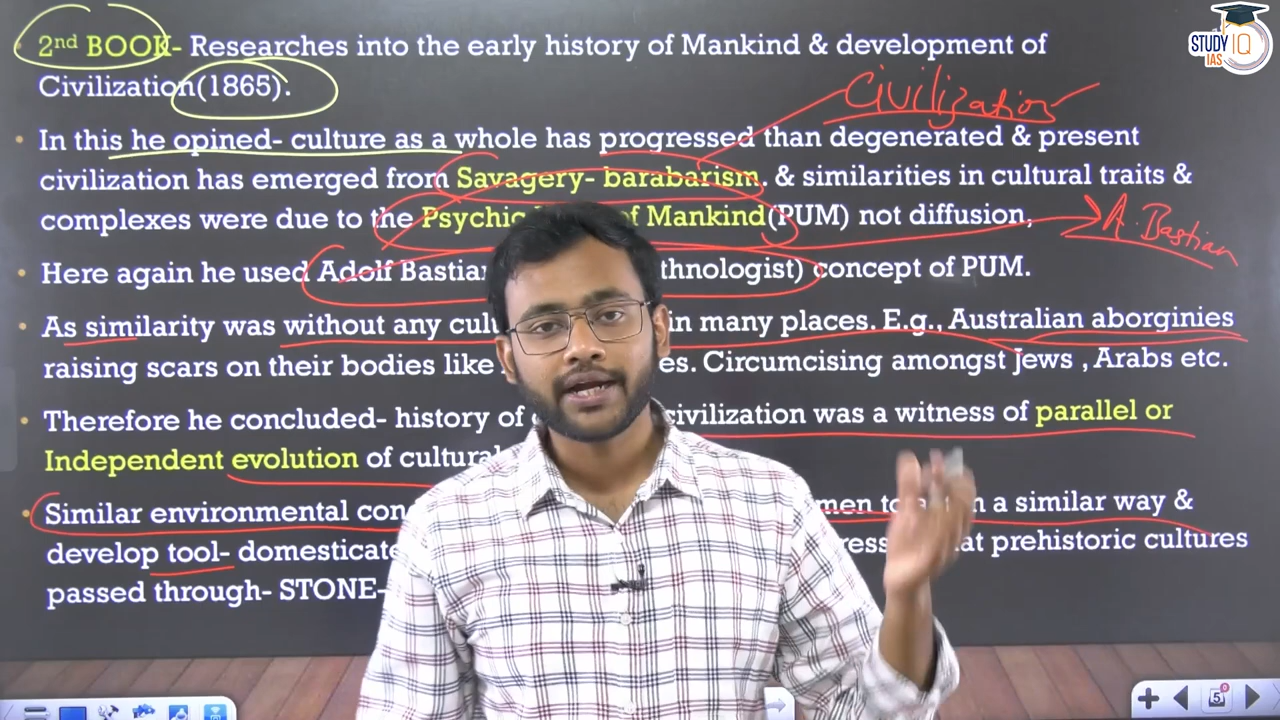 2nd BOOK- Researches into the early history of Mankind & development of
Civilization(1865).
Civilization
• In this he opined- culture as a whole has progressed than degenerated & present
civilization has emerged from Savagery- barabarism. & similarities in cultural traits &
complexes were due to the Psychic of Mankind(PUM) not diffusion,
A. Bastian
• Here again he used Adolf Bastian thnologist) concept of PUM.
• As similarity was without any cul in many places. E.g., Australian aborginies
raising scars on their bodies like es. Circumcising amongst Jews , Arabs etc.
• Therefore he concluded- history of civilization was a witness of parallel or
Independent evolution of cultural
• Similar environmental con men to in a similar way &
develop tool- domesticate at prehistoric cultures
passed through- STONE-
STUDY IQ
IAS
5